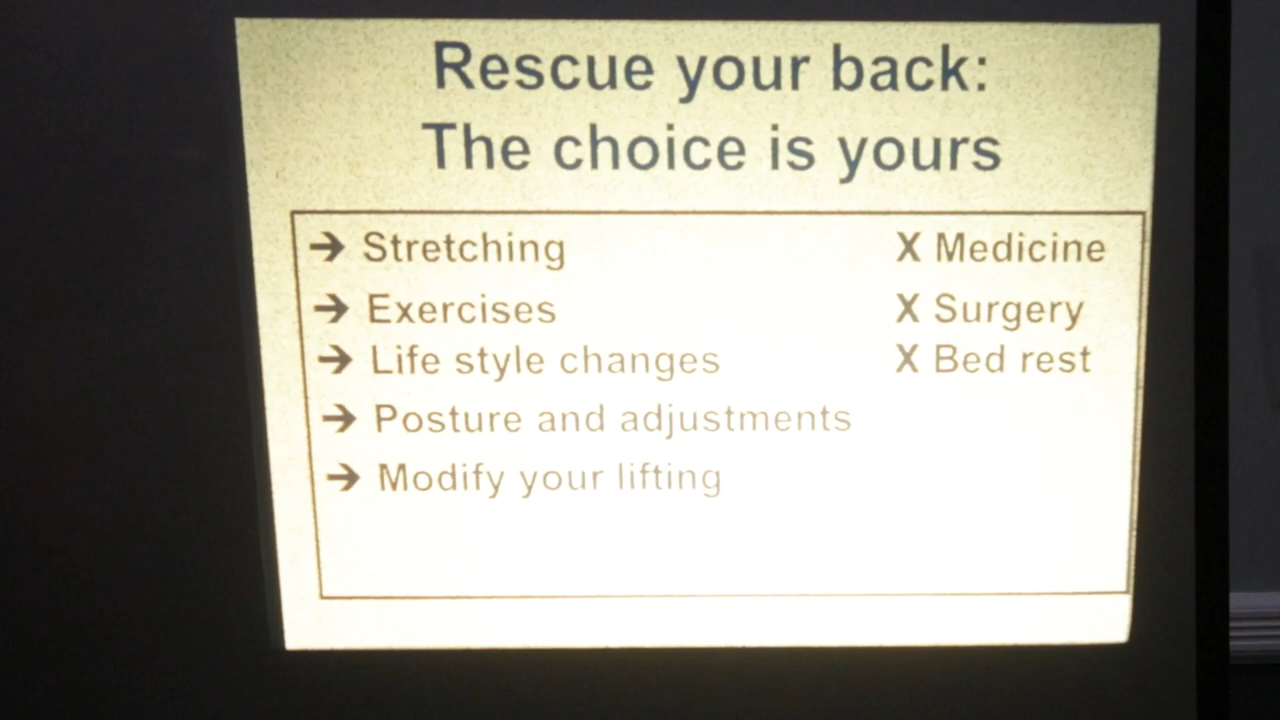 Rescue your back:
The choice is yours
→ Stretching
→ Exercises
→ Life style changes
→ Posture and adjustments
→ Modify your lifting
X Medicine
X Surgery
X Bed rest